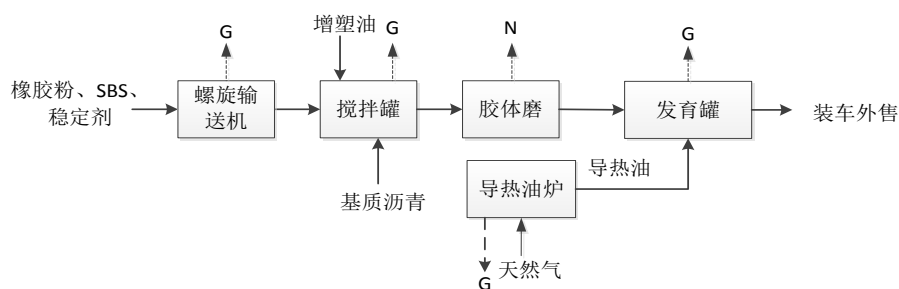 增塑油
G
G
N
G
橡胶粉、SBS、
稳定剂
螺旋输
送机
搅拌罐
胶体磨
发育罐
装车外售
基质沥青
导热油炉
导热油
天然气
G